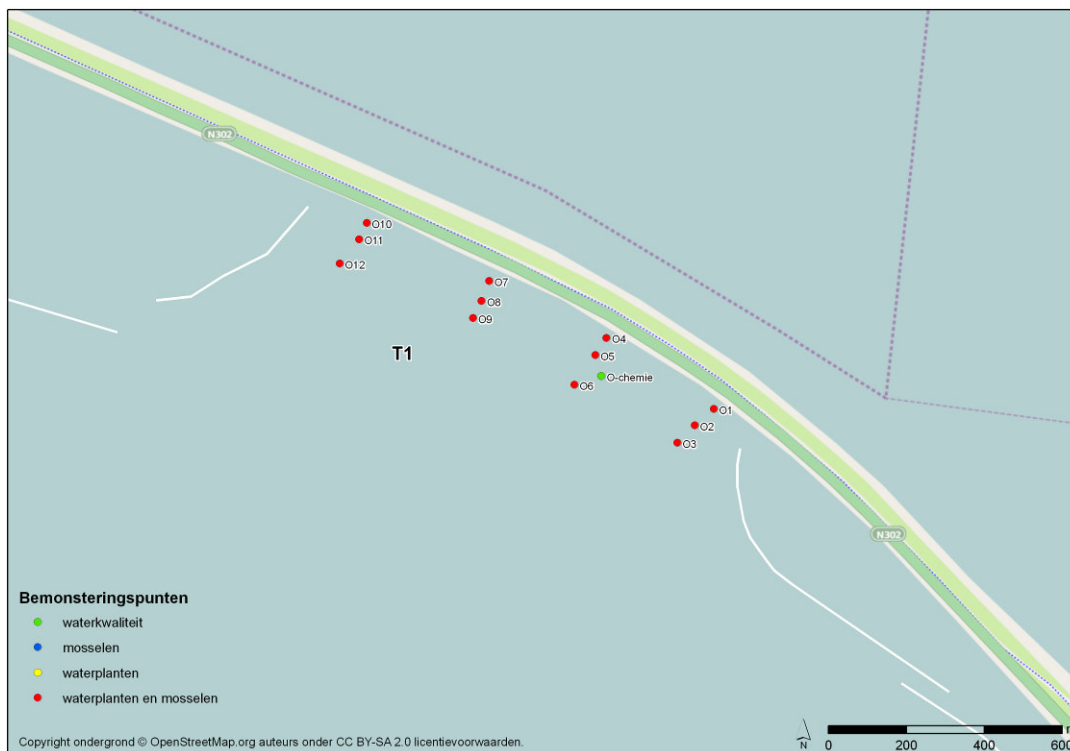 N302
O10
O11
O12
O7
O8
O9
O4
T1
O5
O-chemie
O6
O1
O2
O3
N302
Bemonsteringspunten
waterkwaliteit
mosselen
waterplanten
waterplanten en mosselen
N
m
0 200 400 600
Copyright ondergrond © OpenStreetMap.org auteurs onder CC BY-SA 2.0 licentievoorwaarden.